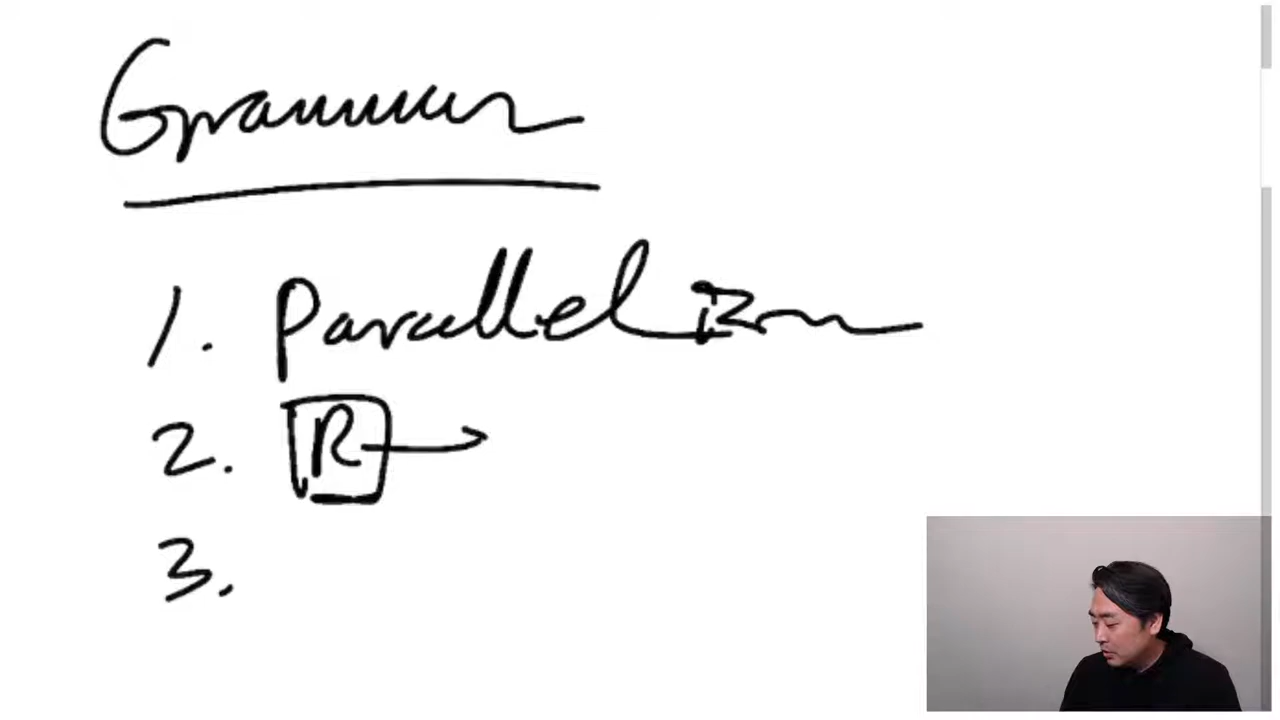 Grammar
1. Parallelism
2. R →
3.